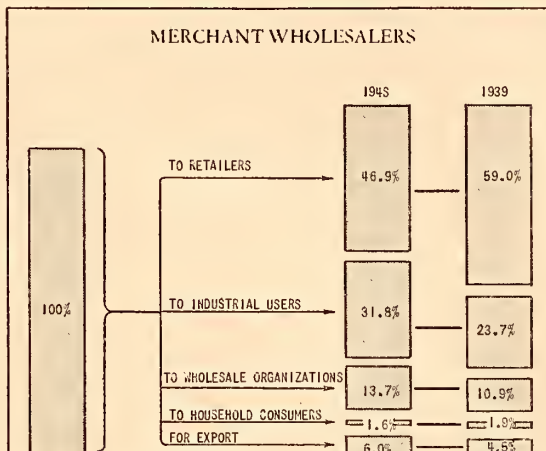 MERCHANT WHOLESALERS
1948 1939
TO RETAILERS
46.9% 59.0%
100%
TO INDUSTRIAL USERS
31.8% 23.7%
TO WHOLESALE ORGANIZATIONS
13.7% 10.9%
TO HOUSEHOLD CONSUMERS
1.6% 1.9%
FOR EXPORT
6.0% 4.5%